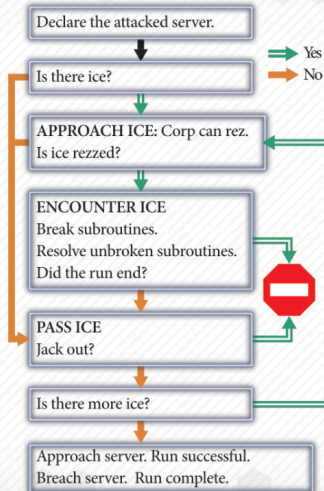 Declare the attacked server.
Yes
No
Is there ice?
APPROACH ICE: Corp can rez.
Is ice rezzed?
ENCOUNTER ICE
Break subroutines.
Resolve unbroken subroutines.
Did the run end?
PASS ICE
Jack out?
Is there more ice?
Approach server. Run successful.
Breach server. Run complete.